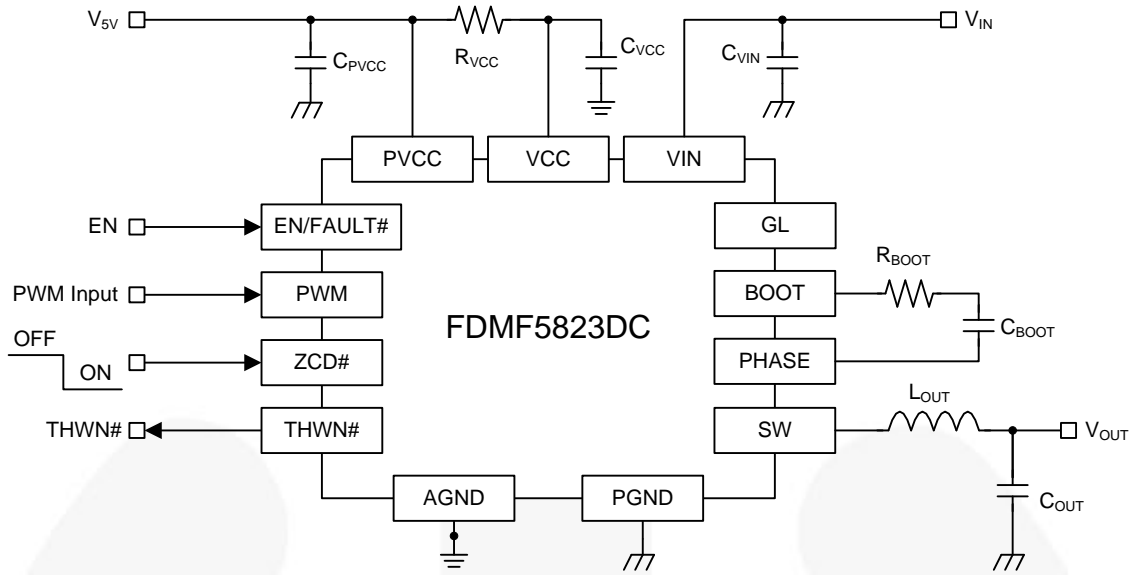 V5V
RVCC
CPVCC
CVCC
CVIN
VIN
PVCC
VCC
VIN
EN
EN/FAULT#
GL
PWM Input
PWM
BOOT
RBOOT
CBOOT
FDMF5823DC
OFF
ON
ZCD#
PHASE
THWN#
THWN#
SW
LOUT
VOUT
COUT
AGND
PGND